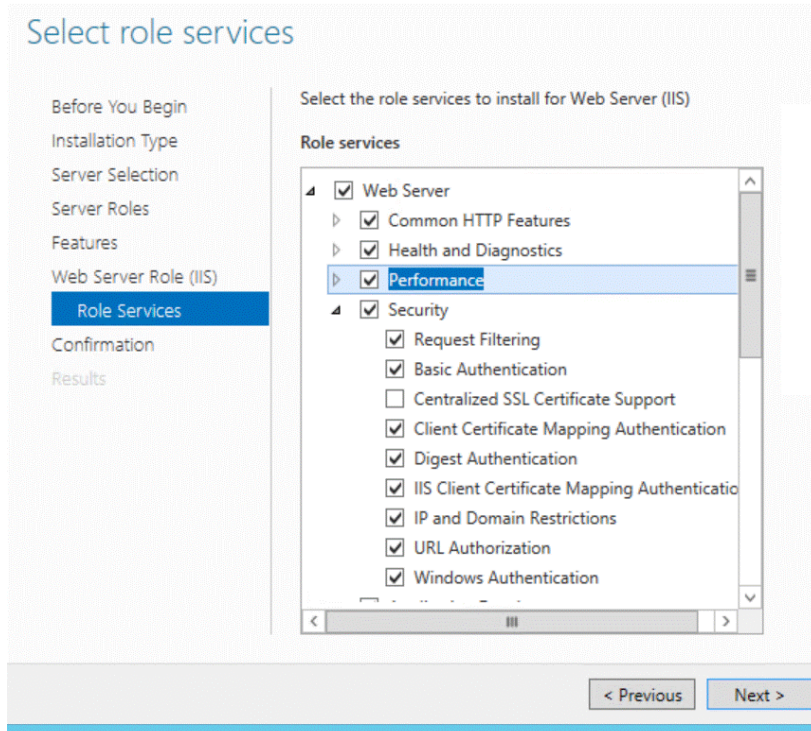 Select role services
Before You Begin
Installation Type
Server Selection
Server Roles
Features
Web Server Role (IIS)
Role Services
Confirmation
Results
Select the role services to install for Web Server (IIS)
Role services
Web Server
Common HTTP Features
Health and Diagnostics
Performance
Security
Request Filtering
Basic Authentication
Centralized SSL Certificate Support
Client Certificate Mapping Authentication
Digest Authentication
IIS Client Certificate Mapping Authenticatio
IP and Domain Restrictions
URL Authorization
Windows Authentication
< Previous
Next >